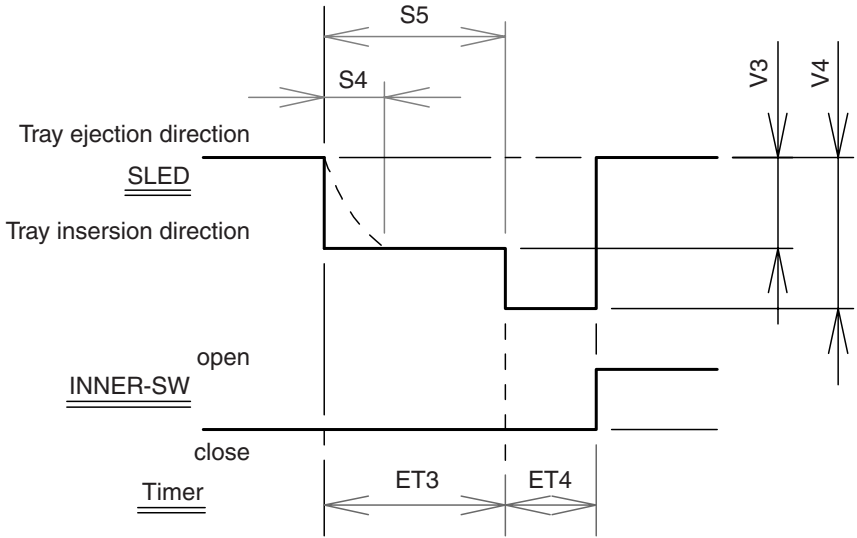 S5
S4
V3
V4
Tray ejection direction
SLED
Tray insersion direction
open
INNER-SW
close
ET3
ET4
Timer